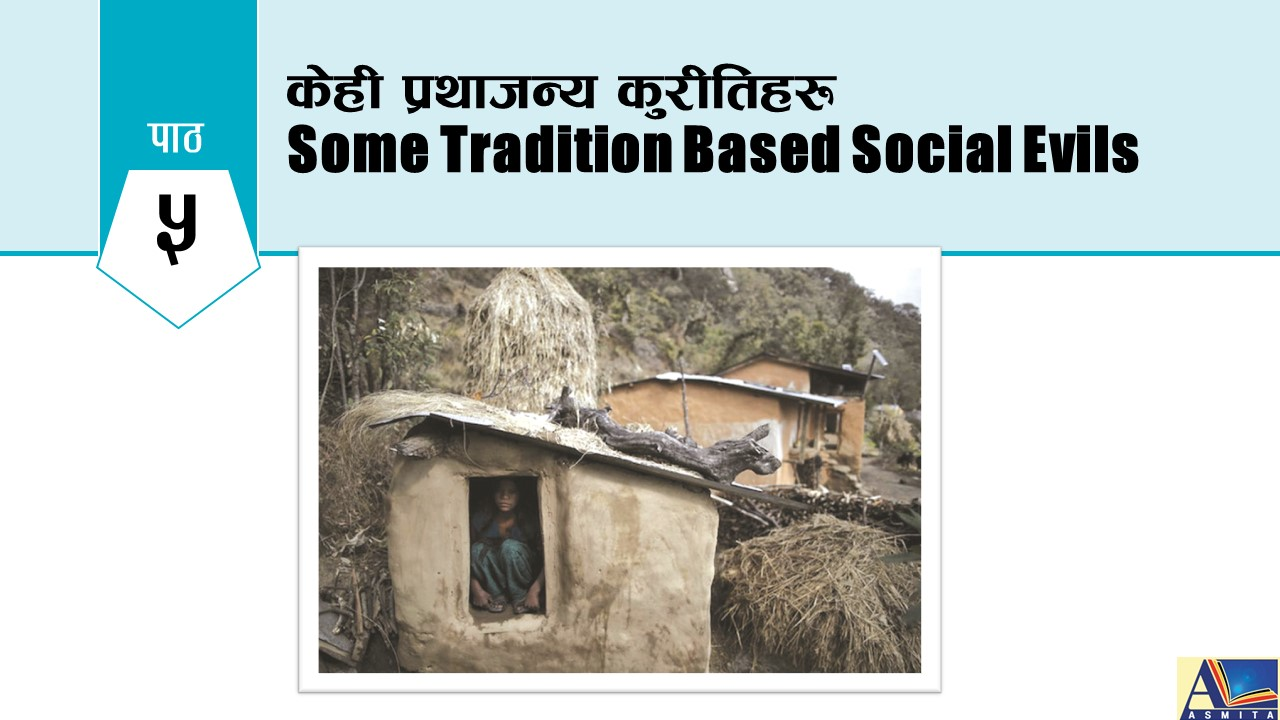 केही प्रथाजन्य कुरीतिहरू
Some Tradition Based Social Evils
पाठ
५
ASMITA